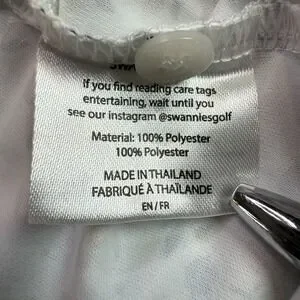 if you find reading care tags
entertaining, wait until you
see our instagram @swanniesgolf
Material: 100% Polyester
100% Polyester
MADE IN THAILAND
FABRIQUÉ À THAÏLANDE
EN / FR